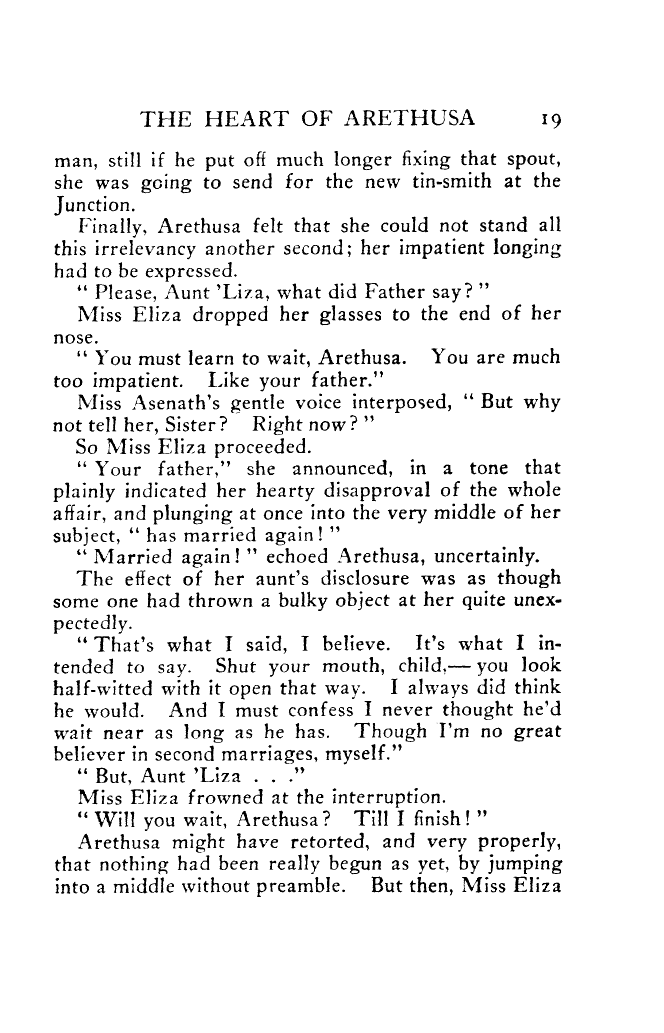 THE HEART OF ARETHUSA 19
man, still if he put off much longer fixing that spout,
she was going to send for the new tin-smith at the
Junction.
Finally, Arethusa felt that she could not stand all
this irrelevancy another second; her impatient longing
had to be expressed.
" Please, Aunt 'Liza, what did Father say? "
Miss Eliza dropped her glasses to the end of her
nose.
" You must learn to wait, Arethusa. You are much
too impatient. Like your father."
Miss Asenath's gentle voice interposed, " But why
not tell her, Sister? Right now? "
So Miss Eliza proceeded.
" Your father," she announced, in a tone that
plainly indicated her hearty disapproval of the whole
affair, and plunging at once into the very middle of her
subject, " has married again! "
" Married again! " echoed Arethusa, uncertainly.
The effect of her aunt's disclosure was as though
some one had thrown a bulky object at her quite unex-
pectedly.
" That's what I said, I believe. It's what I in-
tended to say. Shut your mouth, child,— you look
half-witted with it open that way. I always did think
he would. And I must confess I never thought he'd
wait near as long as he has. Though I'm no great
believer in second marriages, myself."
" But, Aunt 'Liza . . ."
Miss Eliza frowned at the interruption.
" Will you wait, Arethusa? Till I finish! "
Arethusa might have retorted, and very properly,
that nothing had been really begun as yet, by jumping
into a middle without preamble. But then, Miss Eliza